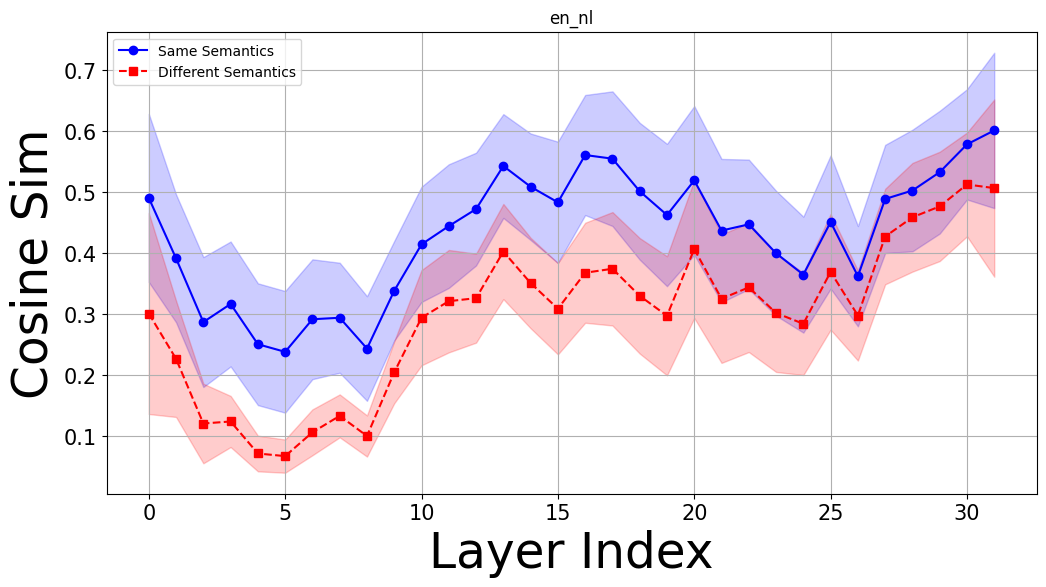 en_nl
Same Semantics
Different Semantics
Cosine Sim
0.7
0.6
0.5
0.4
0.3
0.2
0.1
0 5 10 15 20 25 30
Layer Index